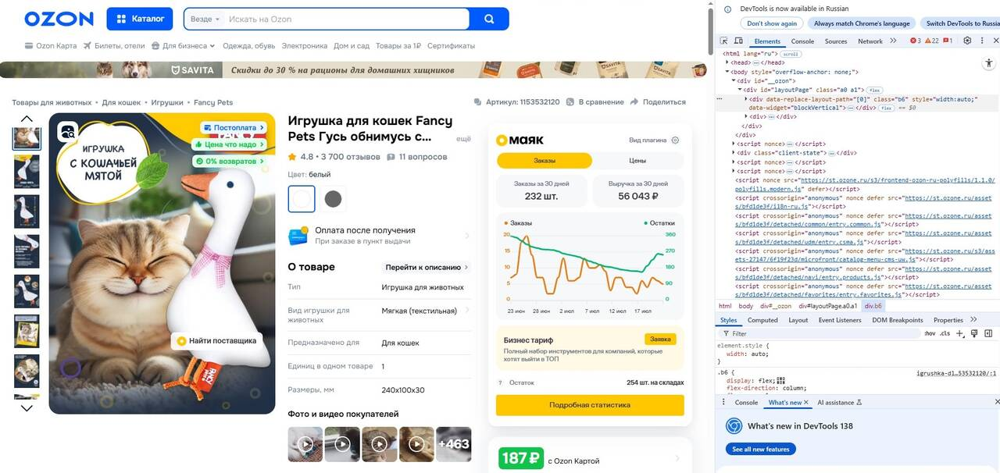 OZON
Каталог
Везде
Искать на Ozon
Ozon Карта
Билеты, отели
Для бизнеса
Одежда, обувь
Электроника
Дом и сад
Товары за 1₽
Сертификаты
SAVITA
Скидки до 30 % на рационы для домашних хищников
Товары для животных • Для кошек • Игрушки • Fancy Pets
Артикул: 1153532120
В сравнение
Поделиться
ИГРУШКА
С КОШАЧЬЕЙ
МЯТОЙ
Постоплата
Цена что надо
0% возвратов
Найти поставщика
Игрушка для кошек Fancy
Pets Гусь обнимусь с...
ещё
4.8 • 3 700 отзывов
11 вопросов
Цвет: белый
Оплата после получения
При заказе в пункт выдачи
О товаре
Перейти к описанию
Тип
Игрушка для животных
Вид игрушки для
животных
Мягкая (текстильная)
Предназначено для
Для кошек
Единиц в одном товаре
1
Размеры, мм
240x100x30
Фото и видео покупателей
+463
маяк
Вид плагина
Заказы
Цены
Заказы за 30 дней
232 шт.
Выручка за 30 дней
56 043 ₽
Заказы
Остатки
20
15
10
5
0
360
270
180
90
0
23 июн
28 июн
2 июл
7 июл
12 июл
17 июл
Бизнес тариф
Заявка
Полный набор инструментов для компаний, которые
хотят выйти в ТОП
? Остаток
254 шт. на складах
Подробная статистика
187 ₽
с Ozon Картой
DevTools is now available in Russian
Don't show again
Always match Chrome's language
Switch DevTools to Russia
Elements
Console
Sources
Network
3
22
1
<html lang="ru"> scroll
<head> </head>
<body style="overflow-anchor: none;">
<div id="__ozon">
<div id="layoutPage" class="a0 a1"> flex
<div data-replace-layout-path="[0]" class="b6" style="width:auto;"
data-widget="blockVertical"> </div> flex == $0
<div> </div>
</div>
</div>
<script nonce> </script>
<div class="client-state"> </div>
<script nonce> </script>
<script nonce> </script>
<script nonce src="https://st.ozone.ru/s3/frontend-ozon-ru-polyfills/1.1.0/
polyfills.modern.js" defer></script>
<script crossorigin="anonymous" nonce defer src="https://st.ozone.ru/asset
s/bfd1de3f/i18n-ru.js"></script>
<script crossorigin="anonymous" nonce defer src="https://st.ozone.ru/asset
s/bfd1de3f/detached/common/entry.common.js"></script>
<script crossorigin="anonymous" nonce defer src="https://st.ozone.ru/asset
s/bfd1de3f/detached/udm/entry.csma.js"></script>
<script crossorigin="anonymous" nonce defer src="https://st.ozone.ru/s3/ass
ets-27147/6f19f23d/microfront/catalog-menu-cms-uw.js"></script>
<script crossorigin="anonymous" nonce defer src="https://st.ozone.ru/asset
s/bfd1de3f/detached/navi/entry.products.js"></script>
<script crossorigin="anonymous" nonce defer src="https://st.ozone.ru/asset
s/bfd1de3f/detached/favorites/entry.favorites.js"></script>
html body div#__ozon div#layoutPage.a0.a1 div.b6
Styles
Computed
Layout
Event Listeners
DOM Breakpoints
Properties
Filter
:hov .cls
element.style {
width: auto;
}
.b6 {
igrushka-dl…53532120/:1
display: flex;
flex-direction: column;
Console
What's new
AI assistance
What's new in DevTools 138
See all new features